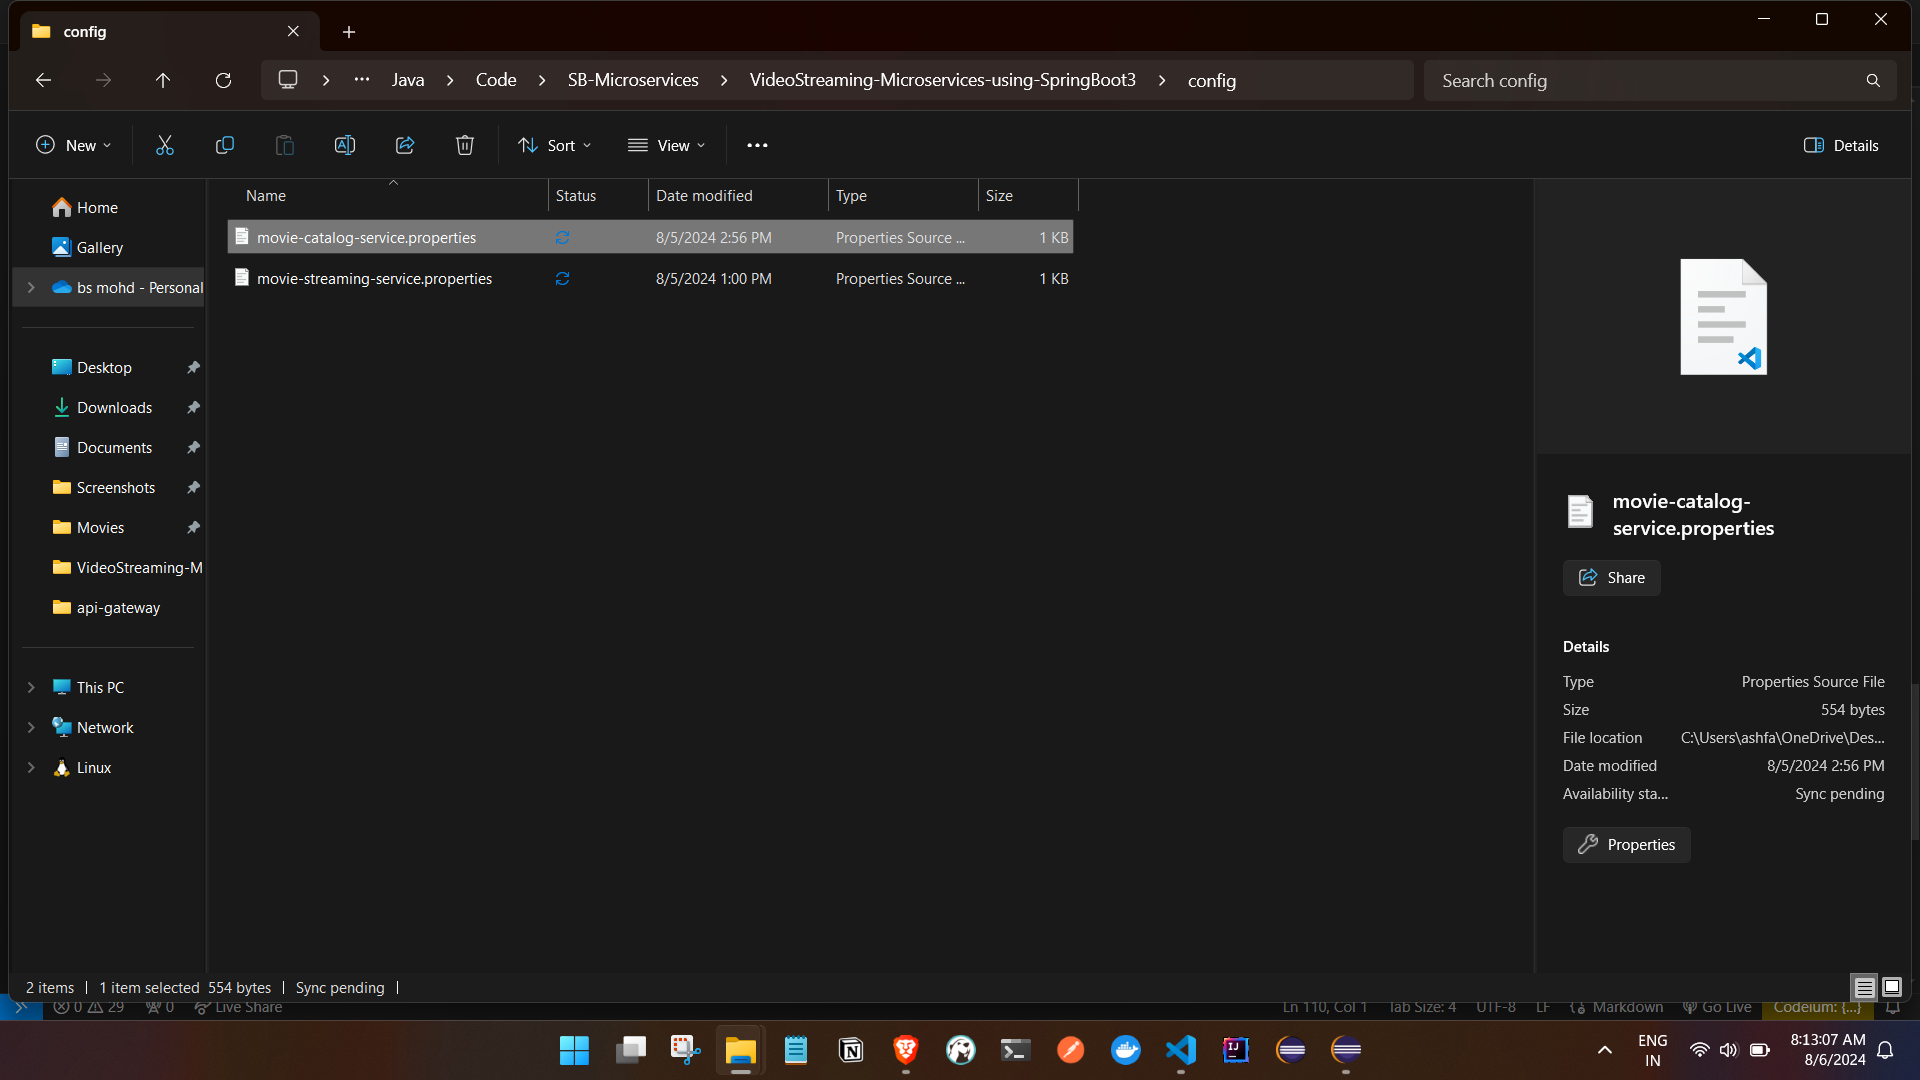 config
Java
Code
SB-Microservices
VideoStreaming-Microservices-using-SpringBoot3
config
Search config
New
Sort
View
Details
Name
Status
Date modified
Type
Size
movie-catalog-service.properties
8/5/2024 2:56 PM
Properties Source ...
1 KB
movie-streaming-service.properties
8/5/2024 1:00 PM
Properties Source ...
1 KB
Home
Gallery
bs mohd - Personal
Desktop
Downloads
Documents
Screenshots
Movies
VideoStreaming-M
api-gateway
This PC
Network
Linux
movie-catalog-
service.properties
Share
Details
Type Properties Source File
Size 554 bytes
File location C:\Users\ashfa\OneDrive\Des...
Date modified 8/5/2024 2:56 PM
Availability sta... Sync pending
Properties
2 items 1 item selected 554 bytes Sync pending
0 29 0 Live Share Ln 110, Col 1 Tab Size: 4 UTF-8 LF Markdown Go Live Codeium: {...}
ENG
IN
8:13:07 AM
8/6/2024